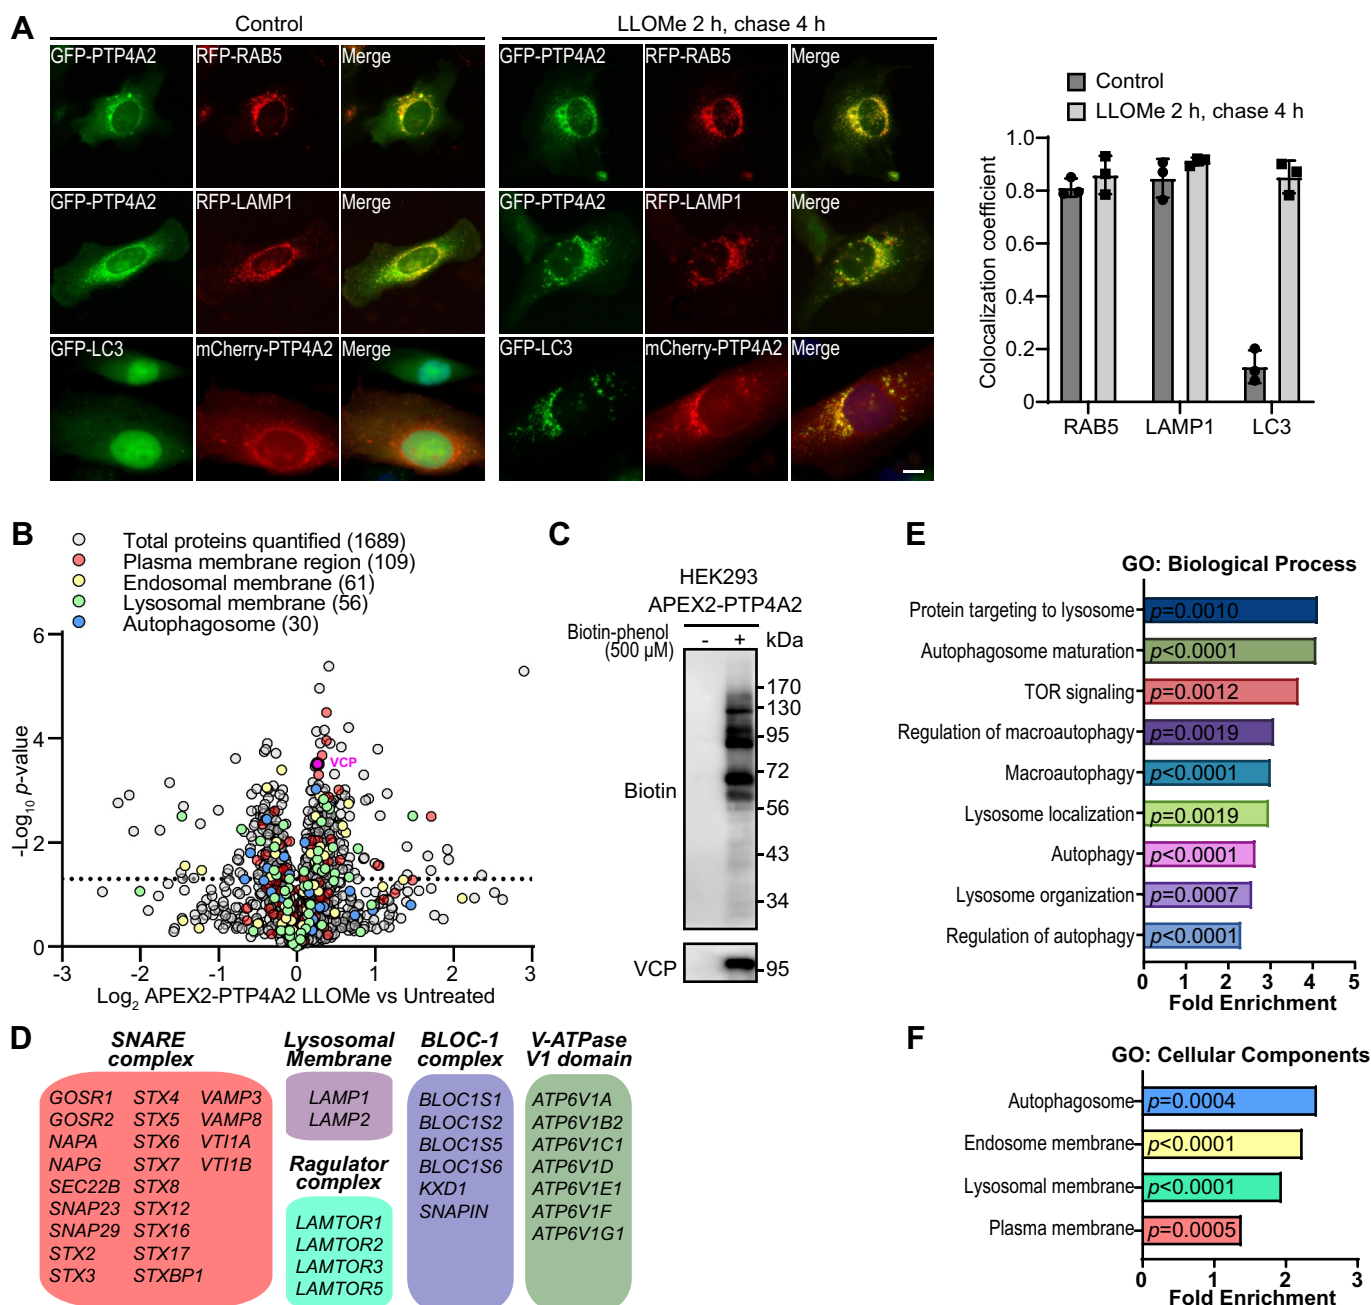 A
Control
LLOMe 2 h, chase 4 h
GFP-PTP4A2
RFP-RAB5
Merge
GFP-PTP4A2
RFP-RAB5
Merge
GFP-PTP4A2
RFP-LAMP1
Merge
GFP-PTP4A2
RFP-LAMP1
Merge
GFP-LC3
mCherry-PTP4A2
Merge
GFP-LC3
mCherry-PTP4A2
Merge
Control
LLOMe 2 h, chase 4 h
Colocalization coefficient
1.0
0.8
0.6
0.4
0.2
0
RAB5
LAMP1
LC3
B
Total proteins quantified (1689)
Plasma membrane region (109)
Endosomal membrane (61)
Lysosomal membrane (56)
Autophagosome (30)
-Log10 p-value
6
4
2
0
VCP
-3
-2
-1
0
1
2
3
Log2 APEX2-PTP4A2 LLOMe vs Untreated
C
HEK293
APEX2-PTP4A2
Biotin-phenol
(500 µM)
- + kDa
170
130
95
72
56
43
34
Biotin
VCP
95
D
SNARE
complex
GOSR1 STX4 VAMP3
GOSR2 STX5 VAMP8
NAPA STX6 VTI1A
NAPG STX7 VTI1B
SEC22B STX8
SNAP23 STX12
SNAP29 STX16
STX2 STX17
STX3 STXBP1
Lysosomal
Membrane
LAMP1
LAMP2
Ragulator
complex
LAMTOR1
LAMTOR2
LAMTOR3
LAMTOR5
BLOC-1
complex
BLOC1S1
BLOC1S2
BLOC1S5
BLOC1S6
KXD1
SNAPIN
V-ATPase
V1 domain
ATP6V1A
ATP6V1B2
ATP6V1C1
ATP6V1D
ATP6V1E1
ATP6V1F
ATP6V1G1
E
GO: Biological Process
Protein targeting to lysosome p=0.0010
Autophagosome maturation p<0.0001
TOR signaling p=0.0012
Regulation of macroautophagy p=0.0019
Macroautophagy p<0.0001
Lysosome localization p=0.0019
Autophagy p<0.0001
Lysosome organization p=0.0007
Regulation of autophagy p<0.0001
0 1 2 3 4 5
Fold Enrichment
F
GO: Cellular Components
Autophagosome p=0.0004
Endosome membrane p<0.0001
Lysosomal membrane p<0.0001
Plasma membrane p=0.0005
0 1 2 3
Fold Enrichment